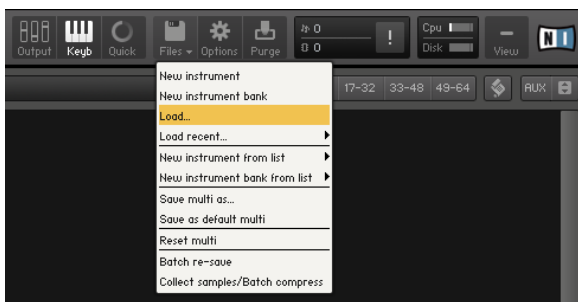 Output Keyb Quick Files Options Purge 0 0 ! Cpu Disk View NI
17-32 33-48 49-64 AUX
New instrument
New instrument bank
Load...
Load recent...
New instrument from list
New instrument bank from list
Save multi as...
Save as default multi
Reset multi
Batch re-save
Collect samples/Batch compress